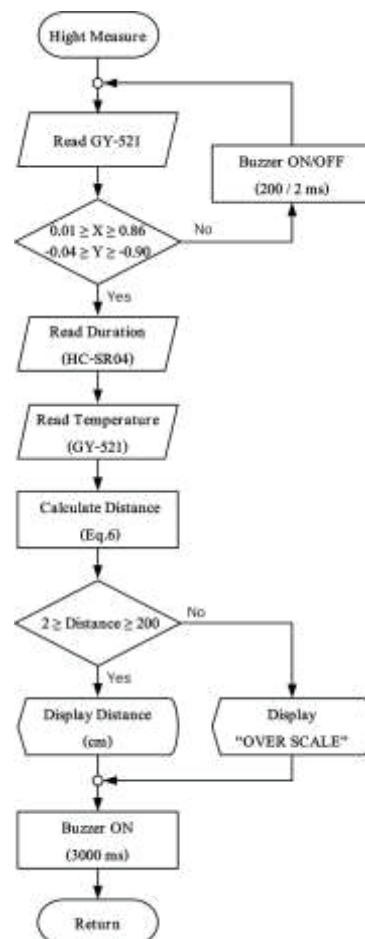 Hight Measure
Read GY-521
Buzzer ON/OFF
(200 / 2 ms)
0.01 ≥ X ≥ 0.86
-0.04 ≥ Y ≥ -0.90
No
Yes
Read Duration
(HC-SR04)
Read Temperature
(GY-521)
Calculate Distance
(Eq.6)
2 ≥ Distance ≥ 200
No
Yes
Display Distance
(cm)
Display
"OVER SCALE"
Buzzer ON
(3000 ms)
Return